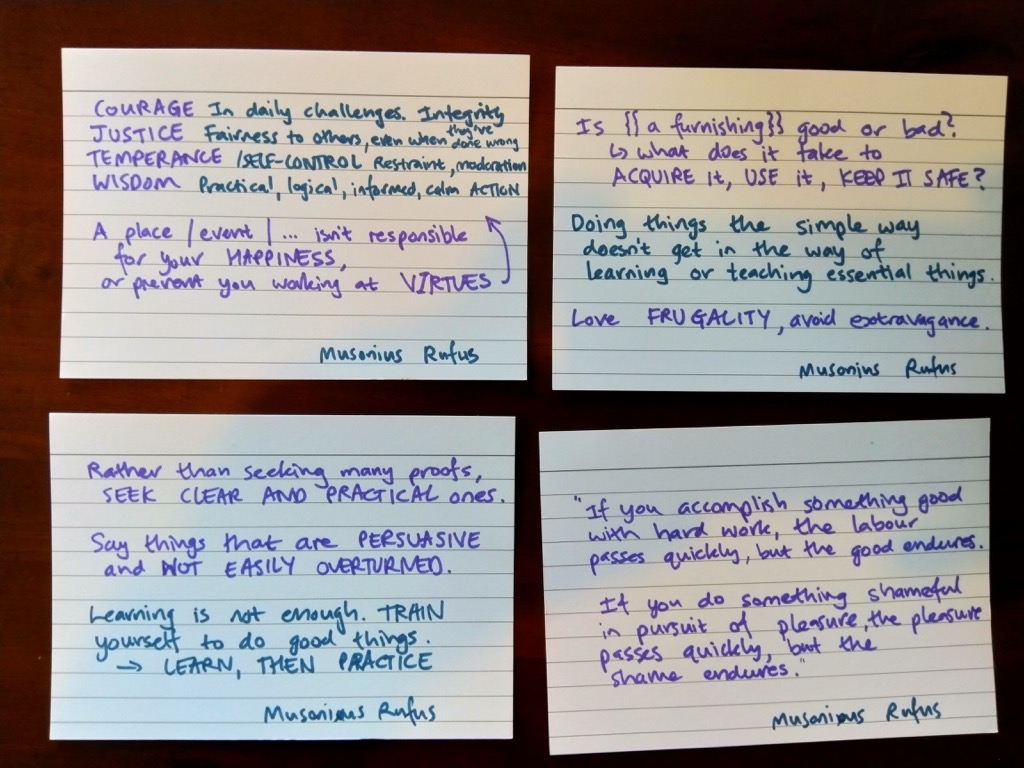 COURAGE In daily challenges. Integrity
JUSTICE Fairness to others, even when they've done wrong
TEMPERANCE /SELF-CONTROL Restraint, moderation
WISDOM Practical, logical, informed, calm ACTION
A place / event / ... isn't responsible
for your HAPPINESS,
or prevent you working at VIRTUES
Musonius Rufus
Is {{a furnishing}} good or bad?
↳ what does it take to
ACQUIRE it, USE it, KEEP IT SAFE?
Doing things the simple way
doesn't get in the way of
learning or teaching essential things.
Love FRUGALITY, avoid extravagance.
Musonius Rufus
Rather than seeking many proofs,
SEEK CLEAR AND PRACTICAL ones.
Say things that are PERSUASIVE
and NOT EASILY OVERTURNED.
Learning is not enough. TRAIN
yourself to do good things.
→ LEARN, THEN PRACTICE
Musonius Rufus
"If you accomplish something good
with hard work, the labour
passes quickly, but the good endures.
If you do something shameful
in pursuit of pleasure, the pleasure
passes quickly, but the
shame endures."
Musonius Rufus